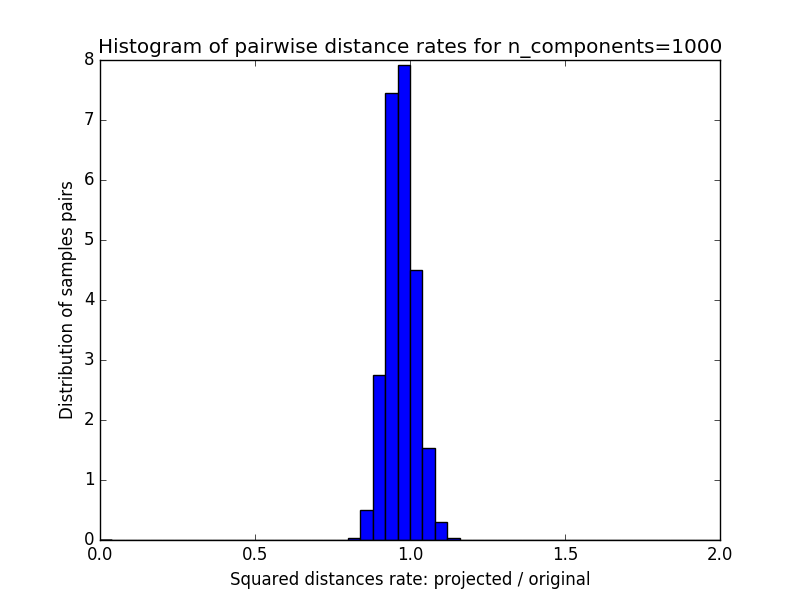 Histogram of pairwise distance rates for n_components=1000
8
7
6
5
4
3
2
1
0
Distribution of samples pairs
0.0 0.5 1.0 1.5 2.0
Squared distances rate: projected / original